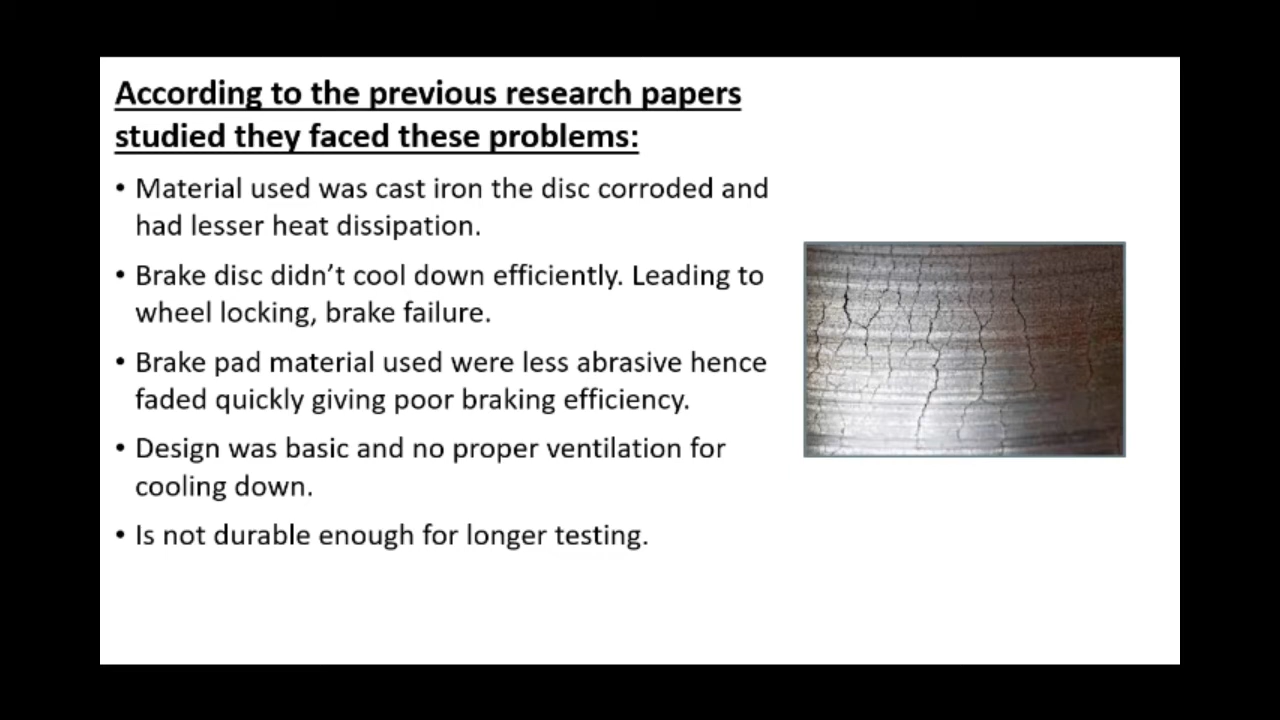 According to the previous research papers
studied they faced these problems:
• Material used was cast iron the disc corroded and
had lesser heat dissipation.
• Brake disc didn’t cool down efficiently. Leading to
wheel locking, brake failure.
• Brake pad material used were less abrasive hence
faded quickly giving poor braking efficiency.
• Design was basic and no proper ventilation for
cooling down.
• Is not durable enough for longer testing.